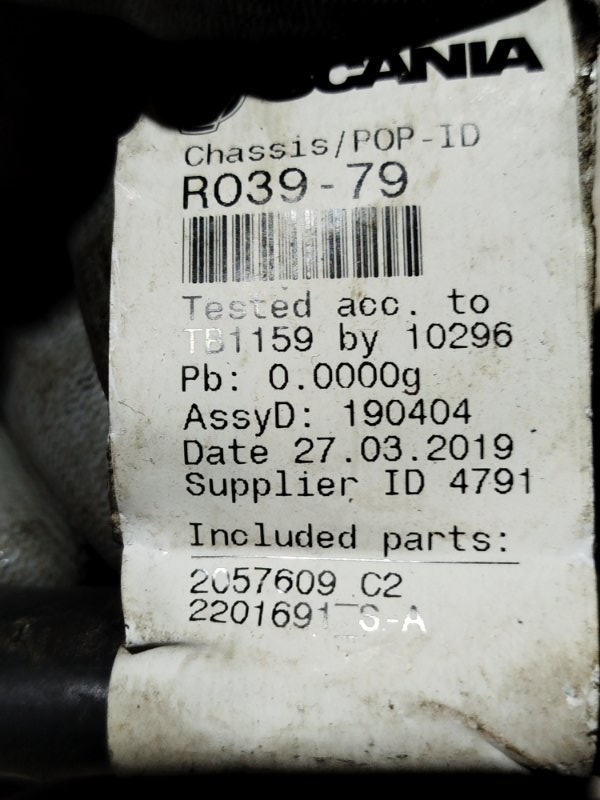 SCANIA
Chassis/POP-ID
R039-79
Tested acc. to
TB1159 by 10296
Pb: 0.0000g
AssyD: 190404
Date 27.03.2019
Supplier ID 4791
Included parts:
2057609 C2
2201691 S-A